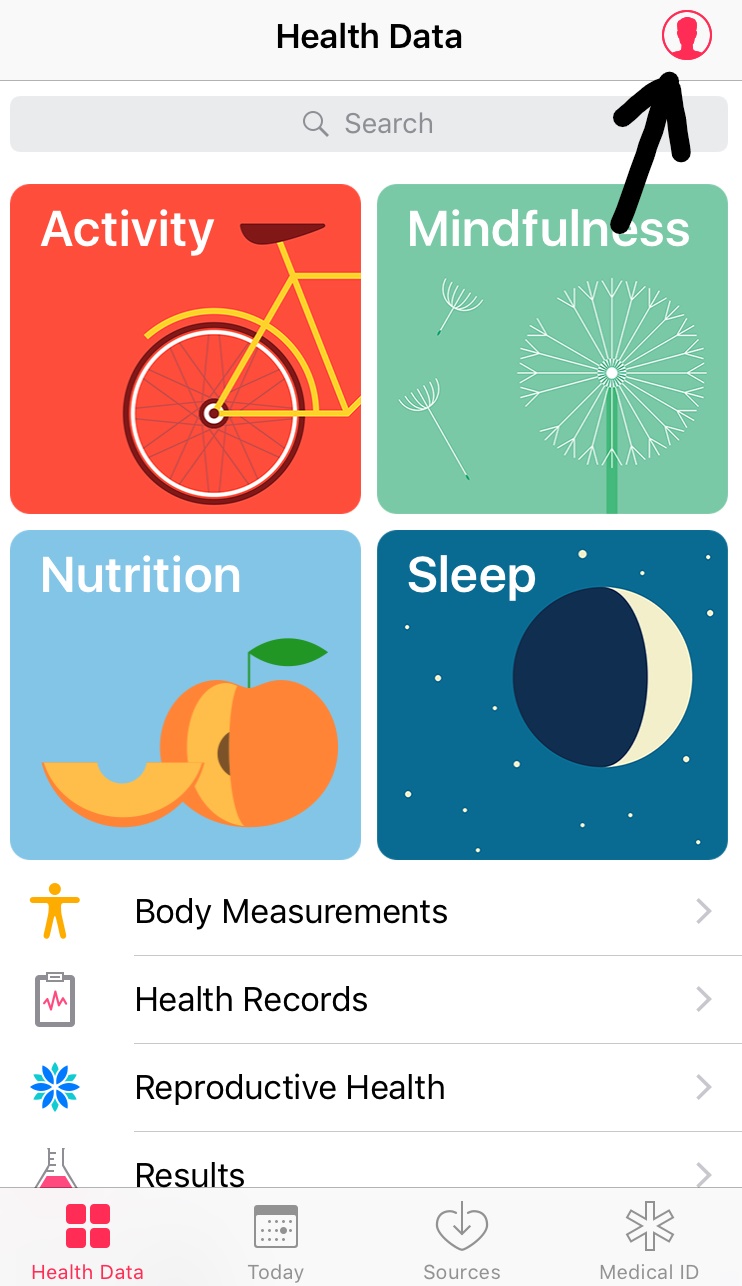 Health Data
Search
Activity
Mindfulness
Nutrition
Sleep
Body Measurements
Health Records
Reproductive Health
Results
Health Data
Today
Sources
Medical ID